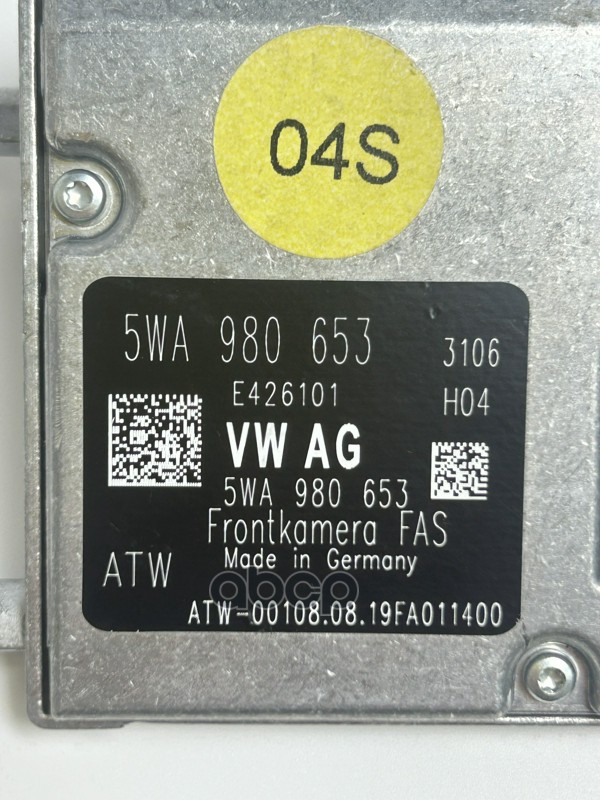 04S
5WA 980 653
3106
E426101
H04
VW AG
5WA 980 653
Frontkamera FAS
ATW
Made in Germany
abcp
ATW-00108.08.19FA011400